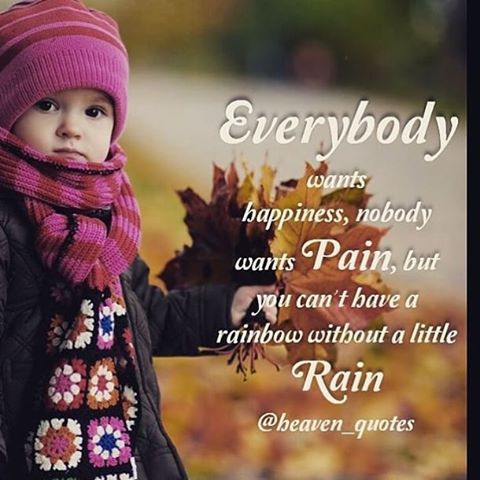 Everybody
wants
happiness, nobody
wants Pain, but
you can't have a
rainbow without a little
Rain
@heaven_quotes